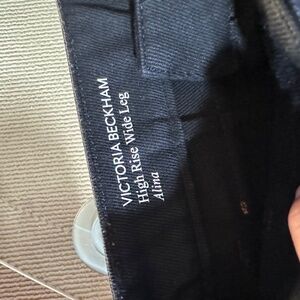 VICTORIA BECKHAM
High Rise Wide Leg
Alina